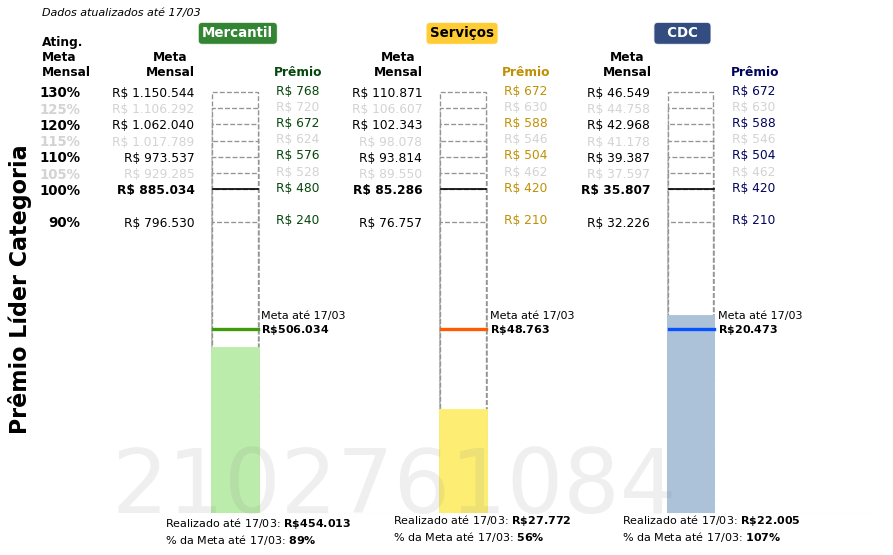 Dados atualizados até 17/03
Mercantil Serviços CDC
Ating. Meta Mensal
Meta Mensal Prêmio Meta Mensal Prêmio Meta Mensal Prêmio
130% R$ 1.150.544 R$ 768 R$ 110.871 R$ 672 R$ 46.549 R$ 672
125% R$ 1.106.292 R$ 720 R$ 106.607 R$ 630 R$ 44.758 R$ 630
120% R$ 1.062.040 R$ 672 R$ 102.343 R$ 588 R$ 42.968 R$ 588
115% R$ 1.017.789 R$ 624 R$ 98.078 R$ 546 R$ 41.178 R$ 546
110% R$ 973.537 R$ 576 R$ 93.814 R$ 504 R$ 39.387 R$ 504
105% R$ 929.285 R$ 528 R$ 89.550 R$ 462 R$ 37.597 R$ 462
100% R$ 885.034 R$ 480 R$ 85.286 R$ 420 R$ 35.807 R$ 420
90% R$ 796.530 R$ 240 R$ 76.757 R$ 210 R$ 32.226 R$ 210
Prêmio Líder Categoria
Meta até 17/03 Meta até 17/03 Meta até 17/03
R$506.034 R$48.763 R$20.473
2102761084
Realizado até 17/03: R$454.013 Realizado até 17/03: R$27.772 Realizado até 17/03: R$22.005
% da Meta até 17/03: 89% % da Meta até 17/03: 56% % da Meta até 17/03: 107%